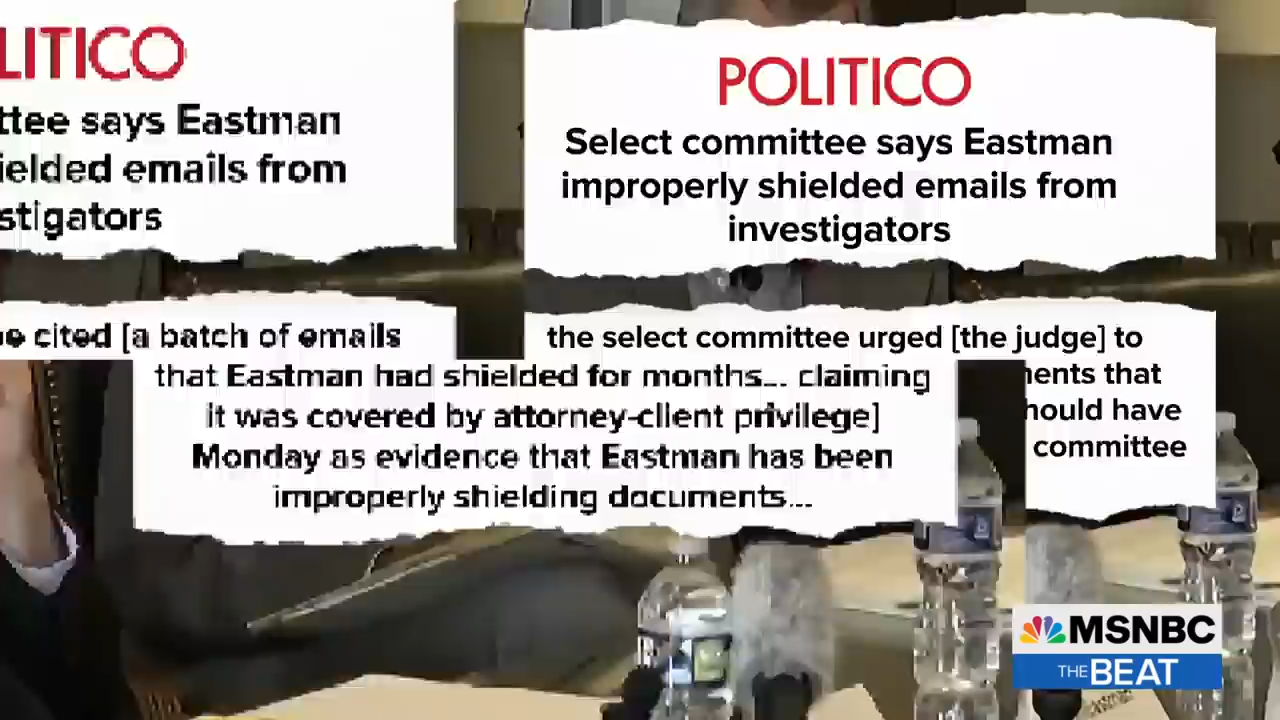 LITICO
ttee says Eastman
ielded emails from
stigators
e cited [a batch of emails
that Eastman had shielded for months... claiming
it was covered by attorney-client privilege]
Monday as evidence that Eastman has been
improperly shielding documents...
POLITICO
Select committee says Eastman
improperly shielded emails from
investigators
the select committee urged [the judge] to
ments that
hould have
committee
MSNBC
THE BEAT